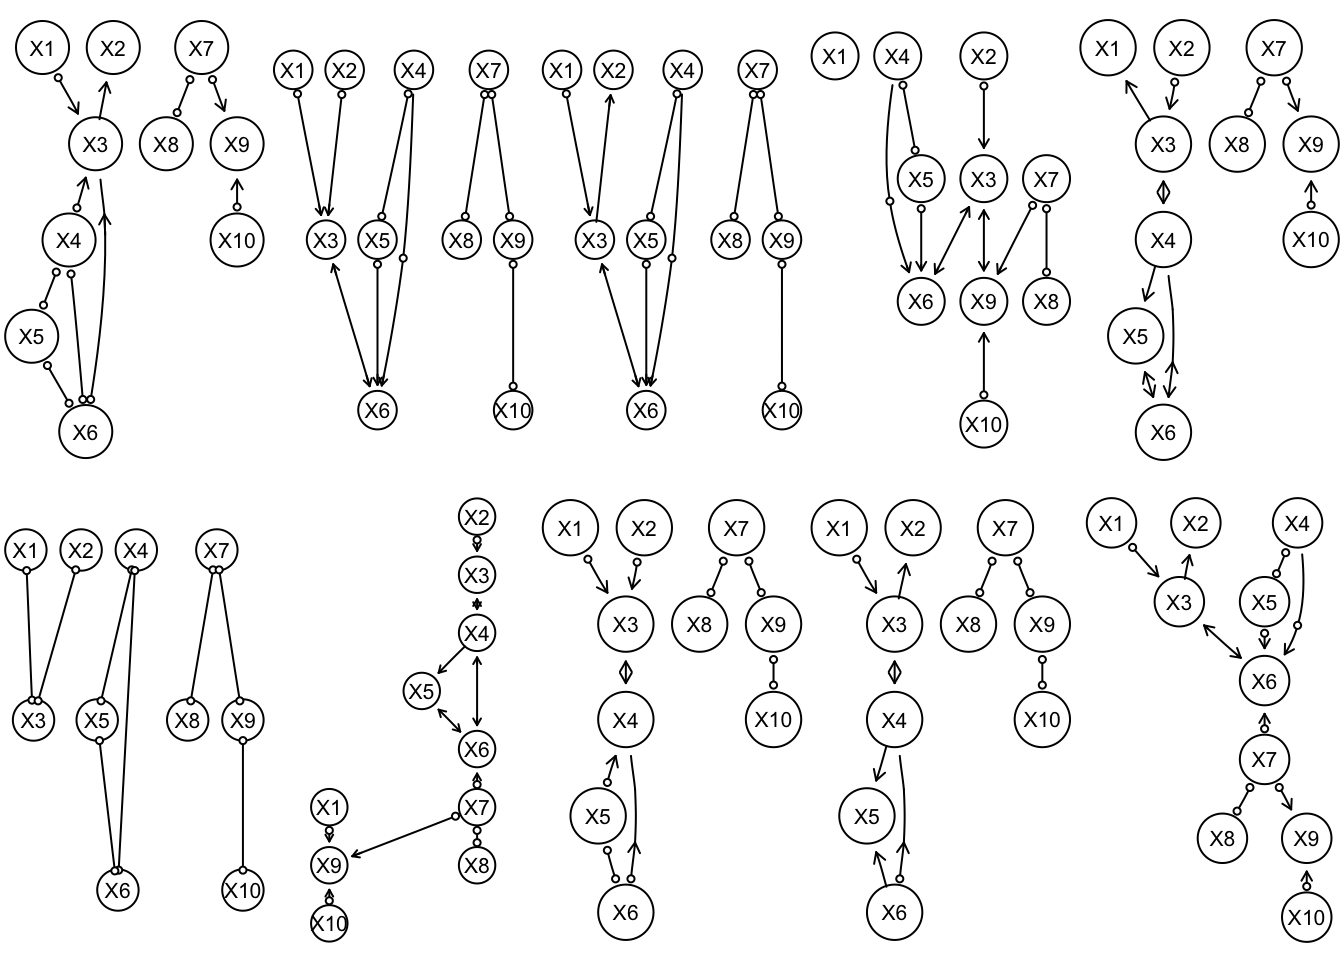 X1 X2 X7
X3 X8 X9
X4 X10
X5
X6
X1 X2 X4 X7
X3 X5 X8 X9
X6 X10
X1 X2 X4 X7
X3 X5 X8 X9
X6 X10
X1 X4 X2
X5 X3 X7
X6 X9 X8
X10
X1 X2 X7
X3 X8 X9
X4 X10
X5
X6
X1 X2 X4 X7
X3 X5 X8 X9
X6 X10
X2
X3
X4
X5
X6
X1 X7
X9 X8
X10
X1 X2 X7
X3 X8 X9
X4 X10
X5
X6
X1 X2 X7
X3 X8 X9
X4 X10
X5
X6
X1 X2 X4
X3 X5
X6
X7
X8 X9
X10